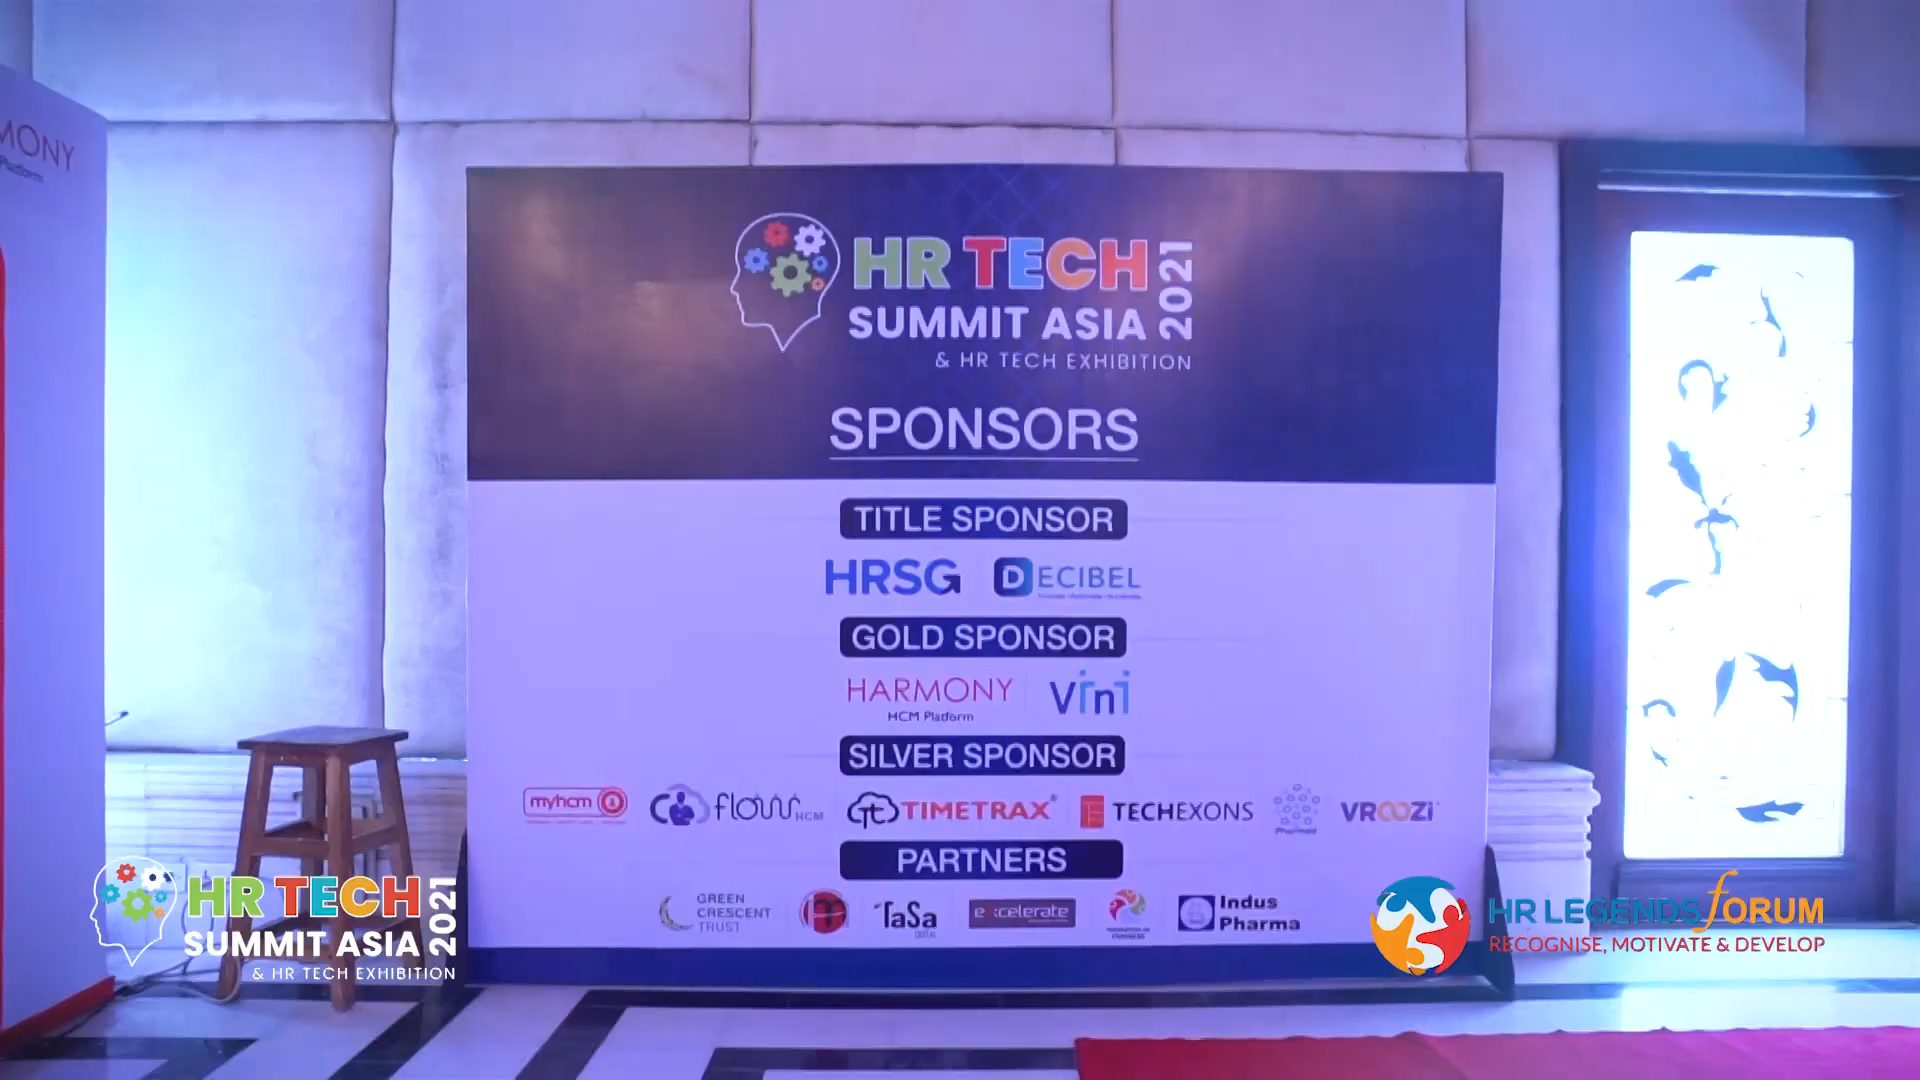 MONY
Platform
HR TECH
SUMMIT ASIA
2021
& HR TECH EXHIBITION
SPONSORS
TITLE SPONSOR
HRSG DECIBEL
GOLD SPONSOR
HARMONY Vini
HCM Platform
SILVER SPONSOR
myhcm flow HCM TIMETRAX® TECHEXONS VROOZi
Pharmed
PARTNERS
GREEN
CRESCENT
TRUST
TaSa
excelerate
Indus
Pharma
HR TECH
SUMMIT ASIA
2021
& HR TECH EXHIBITION
HR LEGENDS fORUM
RECOGNISE, MOTIVATE & DEVELOP